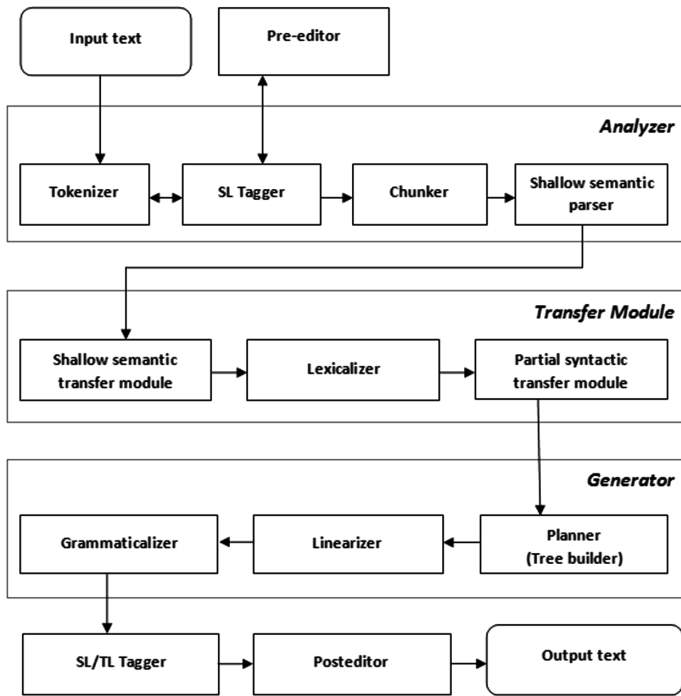 Input text
Pre-editor
Analyzer
Tokenizer
SL Tagger
Chunker
Shallow semantic
parser
Transfer Module
Shallow semantic
transfer module
Lexicalizer
Partial syntactic
transfer module
Generator
Grammaticalizer
Linearizer
Planner
(Tree builder)
SL/TL Tagger
Posteditor
Output text